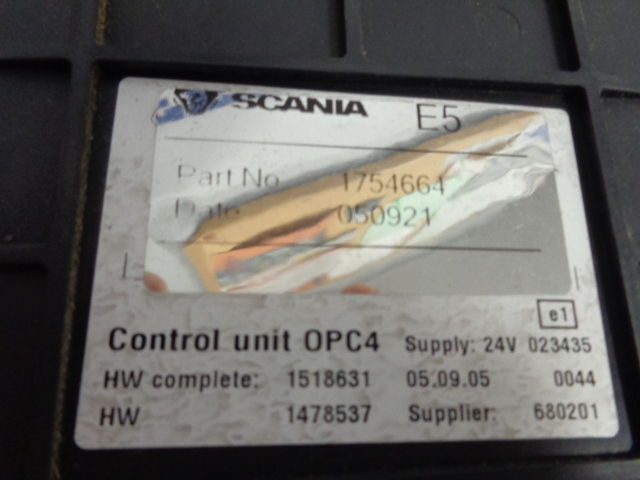 SCANIA E5
Part No 1754664
Date 050921
e1
Control unit OPC4 Supply: 24V 023435
HW complete: 1518631 05.09.05 0044
HW 1478537 Supplier: 680201